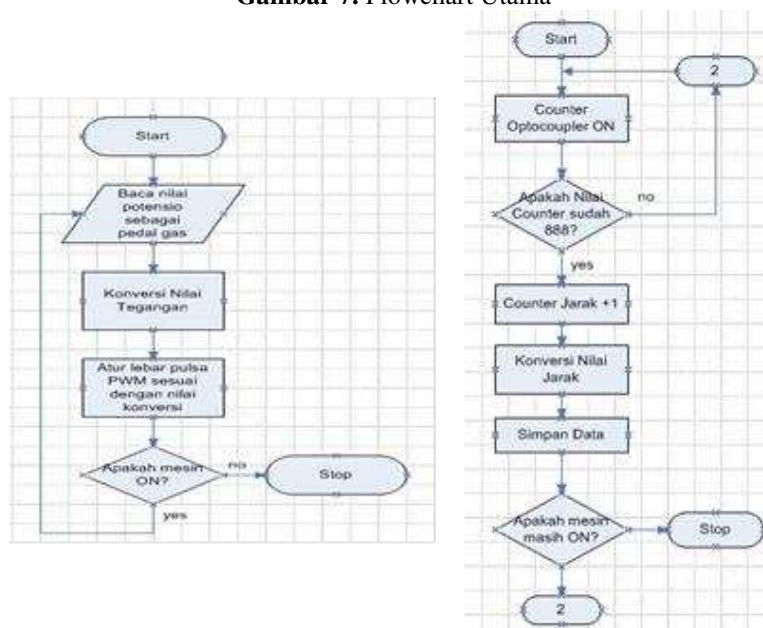 Gambar 7. Flowchart Utama
Start
Baca nilai
potensio
sebagai
pedal gas
Konversi Nilai
Tegangan
Atur lebar pulsa
PWM sesuai
dengan nilai
konversi
Apakah mesin
ON?
no
Stop
yes
Start
2
Counter
Optocoupler ON
Apakah Nilai
Counter sudah
888?
no
yes
Counter Jarak +1
Konversi Nilai
Jarak
Simpan Data
Apakah mesin
masih ON?
Stop
2